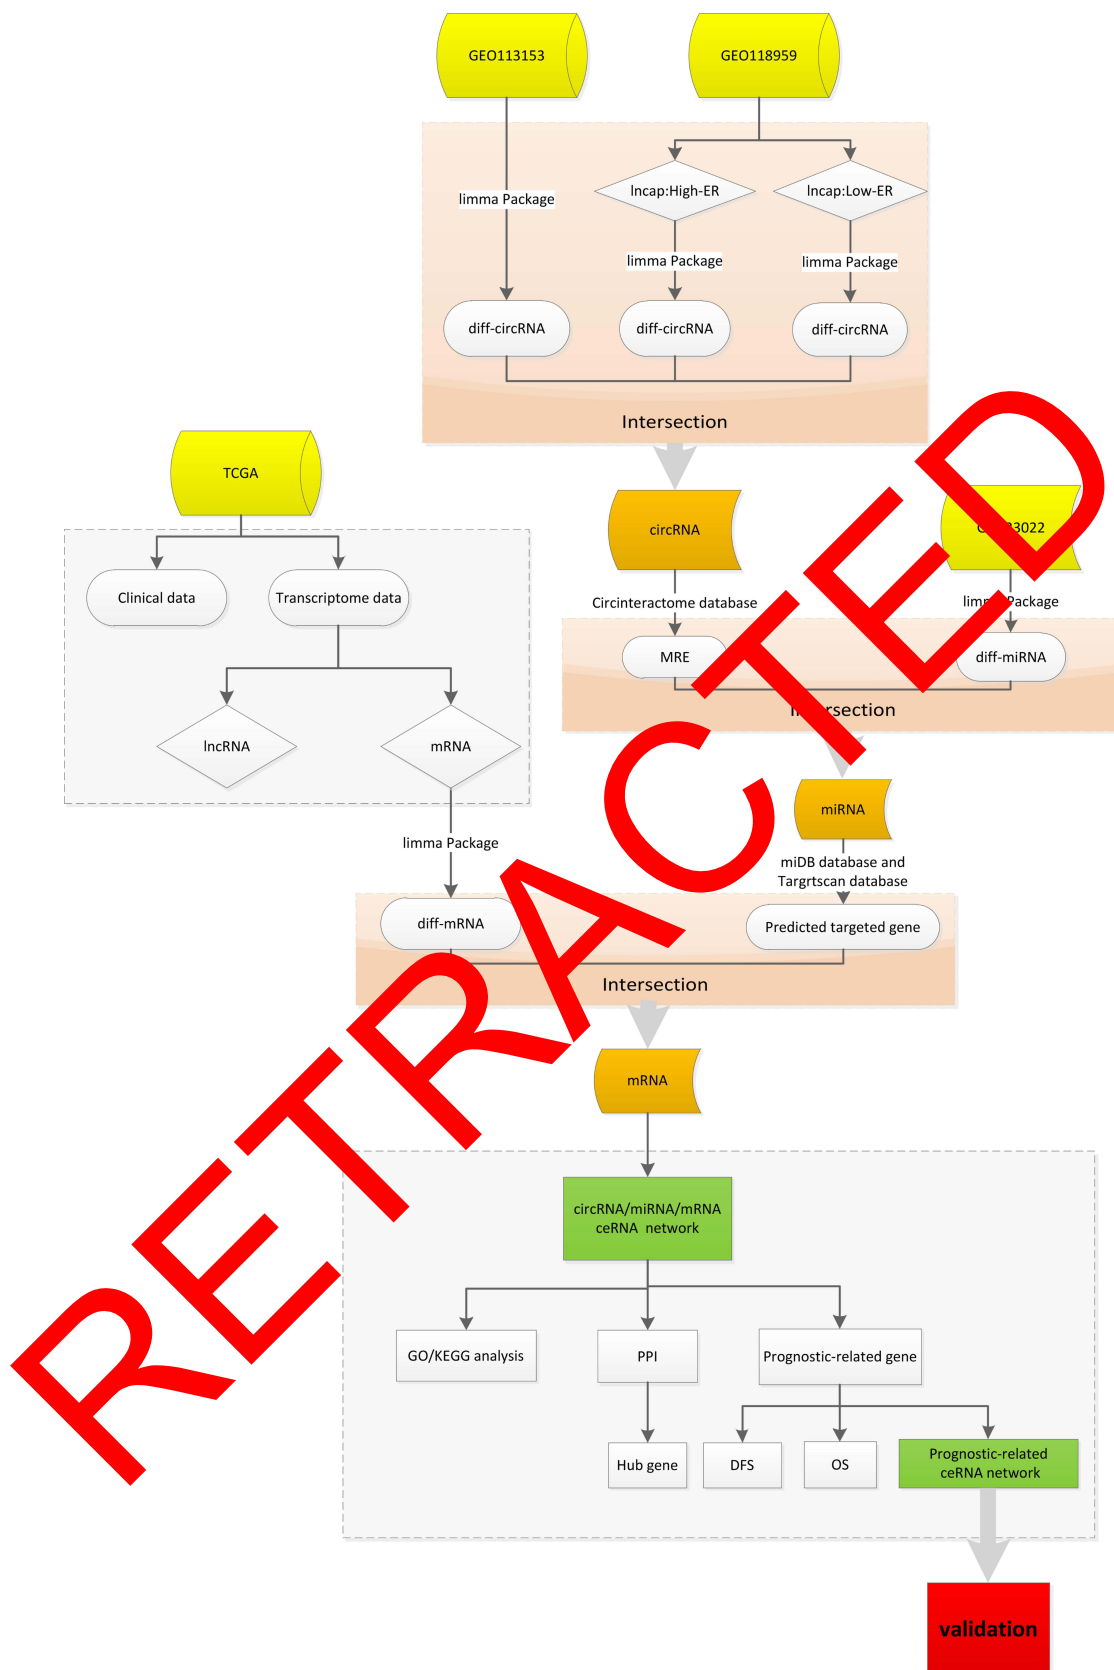 GEO113153
GEO118959
lncap:High-ER
lncap:Low-ER
limma Package
limma Package
limma Package
diff-circRNA
diff-circRNA
diff-circRNA
Intersection
TCGA
circRNA
3022
Clinical data
Transcriptome data
Circinteractome database
limma Package
MRE
diff-miRNA
Intersection
lncRNA
mRNA
miRNA
limma Package
miDB database and
Targrtscan database
diff-mRNA
Predicted targeted gene
Intersection
mRNA
circRNA/miRNA/mRNA
ceRNA network
GO/KEGG analysis
PPI
Prognostic-related gene
Hub gene
DFS
OS
Prognostic-related
ceRNA network
validation
RETRACTED